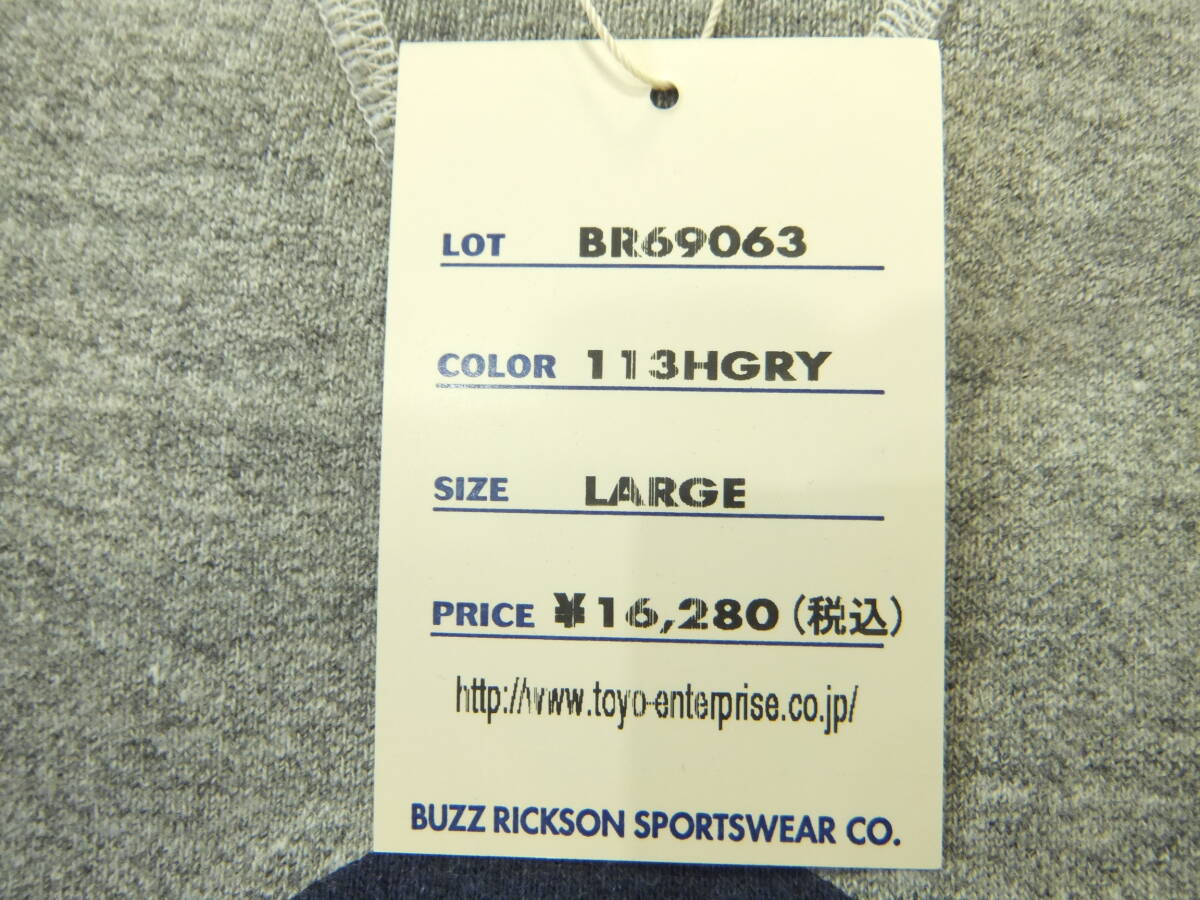 LOT BR69063
COLOR 113HGRY
SIZE LARGE
PRICE ¥16,280(税込)
http://www.toyo-enterprise.co.jp/
BUZZ RICKSON SPORTSWEAR CO.